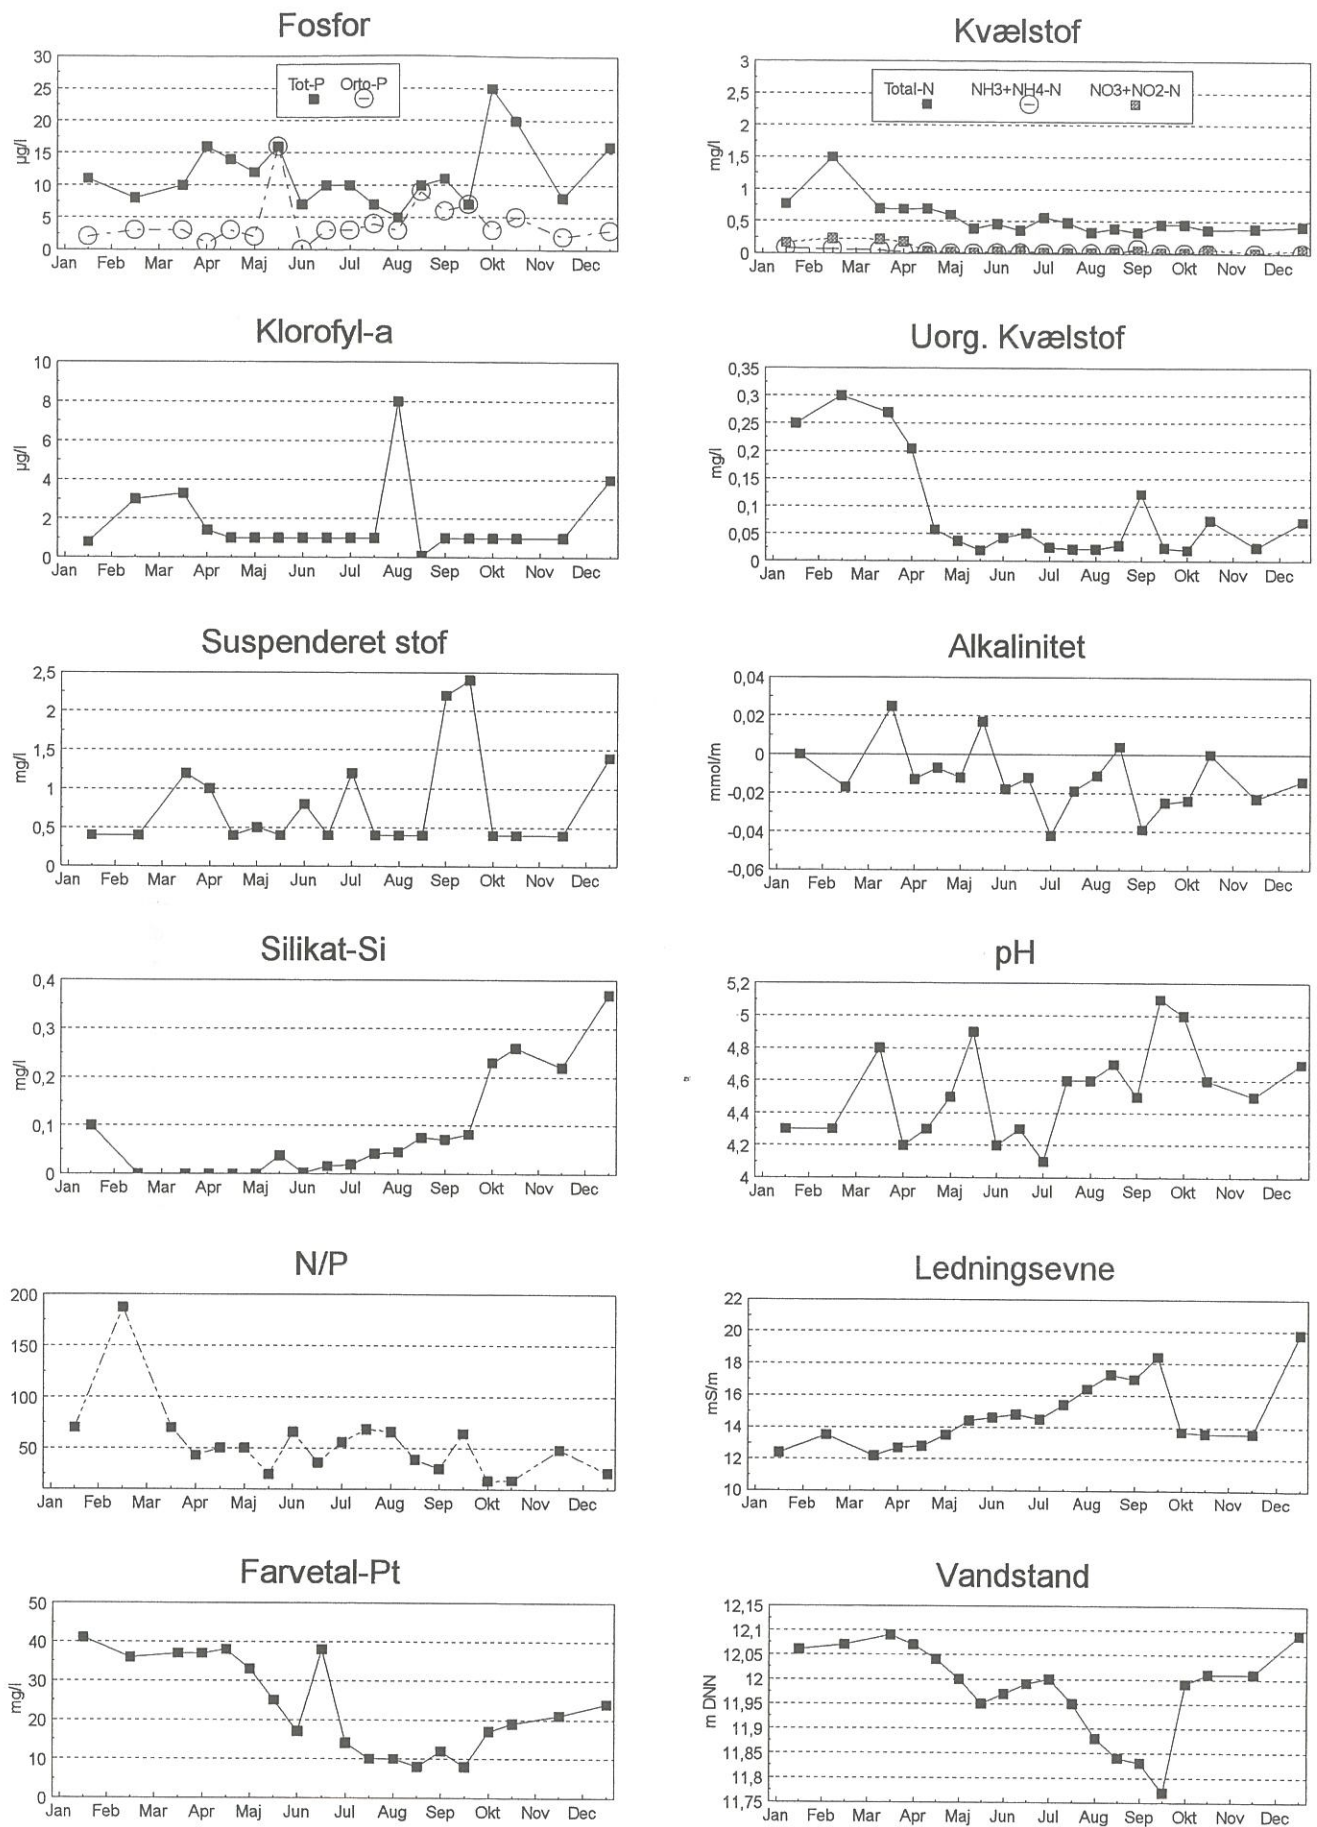 Fosfor
30
25
20
15
10
5
0
µg/l
Tot-P Orto-P
Jan Feb Mar Apr Maj Jun Jul Aug Sep Okt Nov Dec
Kvælstof
3
2,5
2
1,5
1
0,5
0
mg/l
Total-N NH3+NH4-N NO3+NO2-N
Jan Feb Mar Apr Maj Jun Jul Aug Sep Okt Nov Dec
Klorofyl-a
10
8
6
4
2
0
µg/l
Jan Feb Mar Apr Maj Jun Jul Aug Sep Okt Nov Dec
Uorg. Kvælstof
0,35
0,3
0,25
0,2
0,15
0,1
0,05
0
mg/l
Jan Feb Mar Apr Maj Jun Jul Aug Sep Okt Nov Dec
Suspenderet stof
2,5
2
1,5
1
0,5
0
mg/l
Jan Feb Mar Apr Maj Jun Jul Aug Sep Okt Nov Dec
Alkalinitet
0,04
0,02
0
-0,02
-0,04
-0,06
mmol/m
Jan Feb Mar Apr Maj Jun Jul Aug Sep Okt Nov Dec
Silikat-Si
0,4
0,3
0,2
0,1
0
mg/l
Jan Feb Mar Apr Maj Jun Jul Aug Sep Okt Nov Dec
pH
5,2
5
4,8
4,6
4,4
4,2
4
Jan Feb Mar Apr Maj Jun Jul Aug Sep Okt Nov Dec
N/P
200
150
100
50
Jan Feb Mar Apr Maj Jun Jul Aug Sep Okt Nov Dec
Ledningsevne
22
20
18
16
14
12
10
mS/m
Jan Feb Mar Apr Maj Jun Jul Aug Sep Okt Nov Dec
Farvetal-Pt
50
40
30
20
10
0
mg/l
Jan Feb Mar Apr Maj Jun Jul Aug Sep Okt Nov Dec
Vandstand
12,15
12,1
12,05
12
11,95
11,9
11,85
11,8
11,75
m DNN
Jan Feb Mar Apr Maj Jun Jul Aug Sep Okt Nov Dec